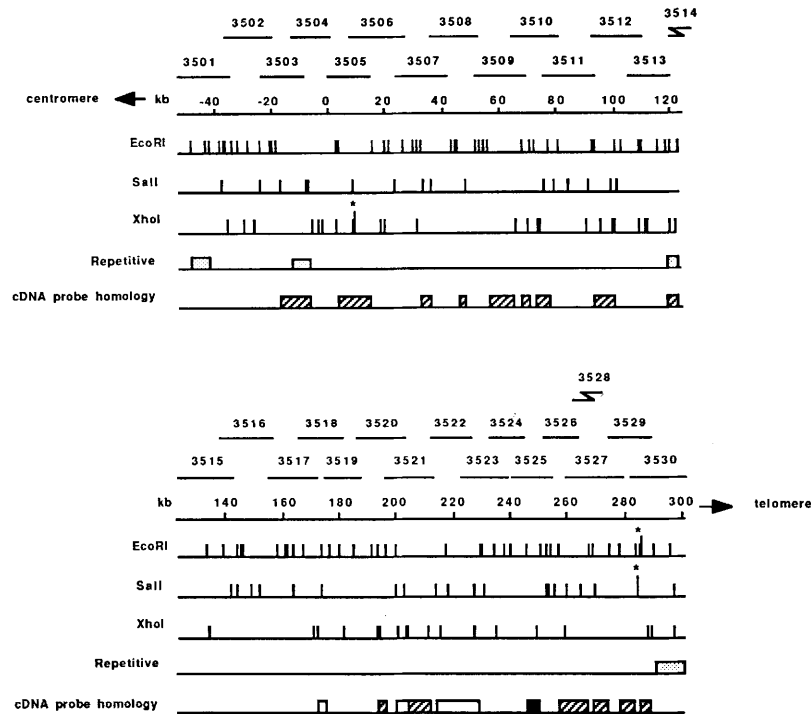 3502 3504 3506 3508 3510 3512 3514
3501 3503 3505 3507 3509 3511 3513
centromere kb -40 -20 0 20 40 60 80 100 120
EcoRI
*
SalI
*
XhoI
Repetitive
cDNA probe homology
3528
3516 3518 3520 3522 3524 3526 3529
3515 3517 3519 3521 3523 3525 3527 3530
kb 140 160 180 200 220 240 260 280 300 telomere
*
EcoRI
*
SalI
XhoI
Repetitive
cDNA probe homology